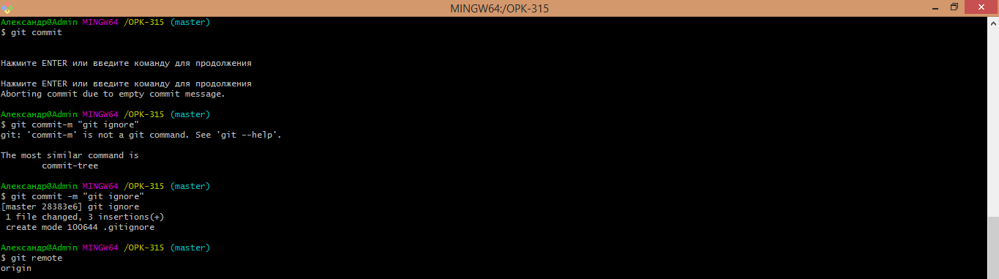 MINGW64:/OPK-315
Александр@Admin MINGW64 /OPK-315 (master)
$ git commit
Нажмите ENTER или введите команду для продолжения
Нажмите ENTER или введите команду для продолжения
Aborting commit due to empty commit message.
Александр@Admin MINGW64 /OPK-315 (master)
$ git commit-m "git ignore"
git: 'commit-m' is not a git command. See 'git --help'.
The most similar command is
commit-tree
Александр@Admin MINGW64 /OPK-315 (master)
$ git commit -m "git ignore"
[master 28383e6] git ignore
1 file changed, 3 insertions(+)
create mode 100644 .gitignore
Александр@Admin MINGW64 /OPK-315 (master)
$ git remote
origin